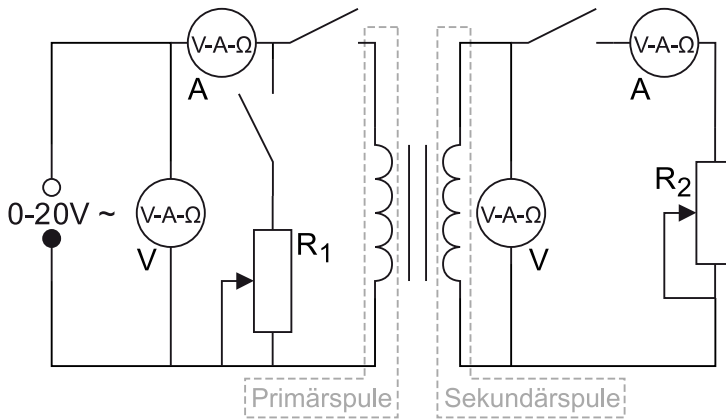 V-A-Ω
A
V-A-Ω
A
0-20V ~
V-A-Ω
V
R1
V-A-Ω
V
R2
Primärspule
Sekundärspule